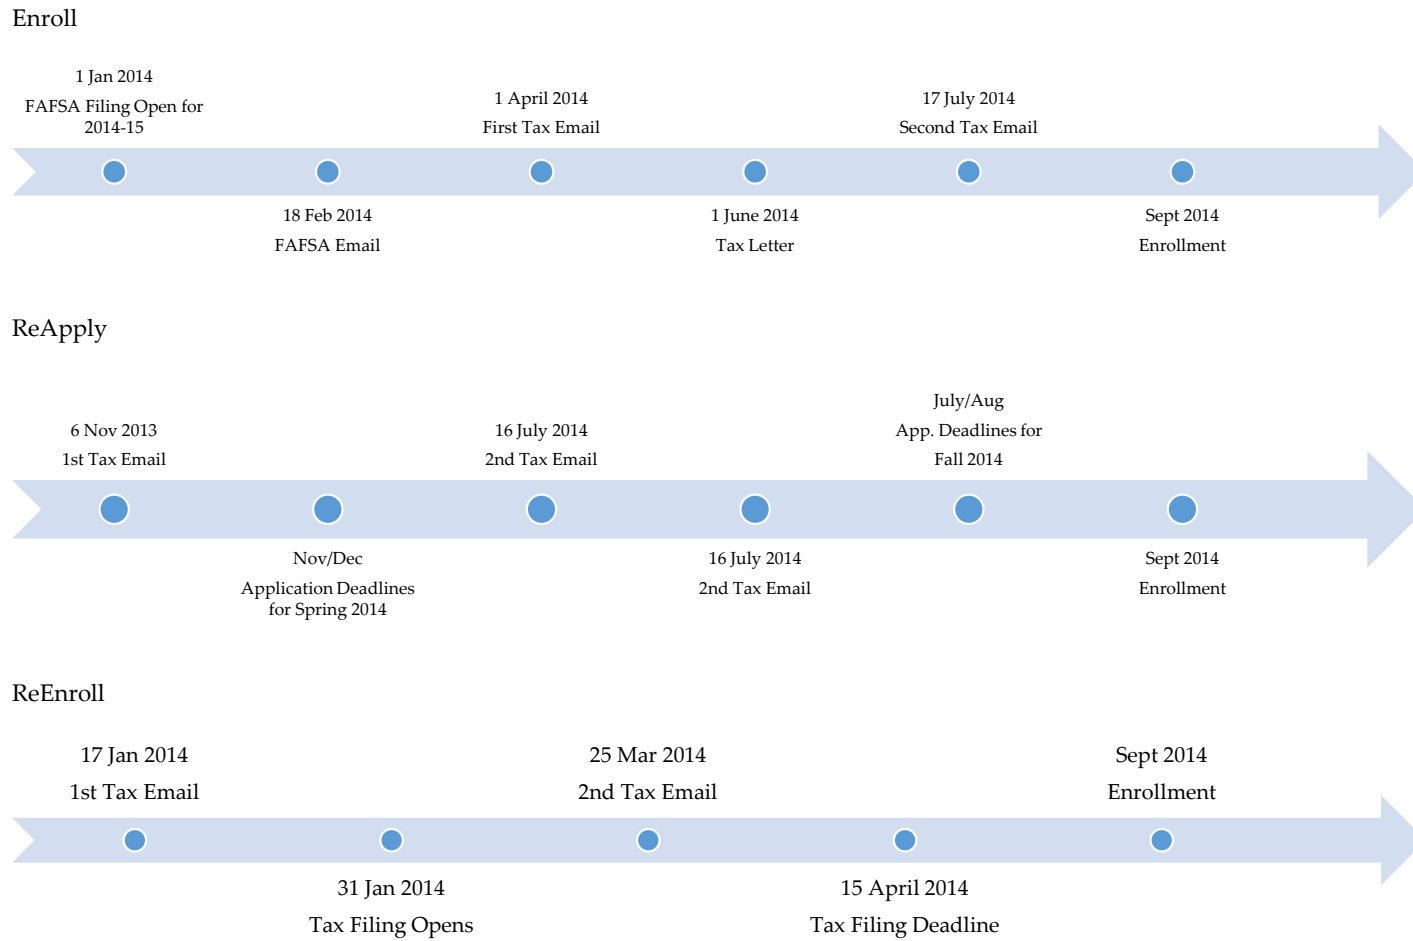 Enroll
1 Jan 2014
FAFSA Filing Open for
2014-15
18 Feb 2014
FAFSA Email
1 April 2014
First Tax Email
1 June 2014
Tax Letter
17 July 2014
Second Tax Email
Sept 2014
Enrollment
ReApply
6 Nov 2013
1st Tax Email
Nov/Dec
Application Deadlines
for Spring 2014
16 July 2014
2nd Tax Email
16 July 2014
2nd Tax Email
July/Aug
App. Deadlines for
Fall 2014
Sept 2014
Enrollment
ReEnroll
17 Jan 2014
1st Tax Email
31 Jan 2014
Tax Filing Opens
25 Mar 2014
2nd Tax Email
15 April 2014
Tax Filing Deadline
Sept 2014
Enrollment